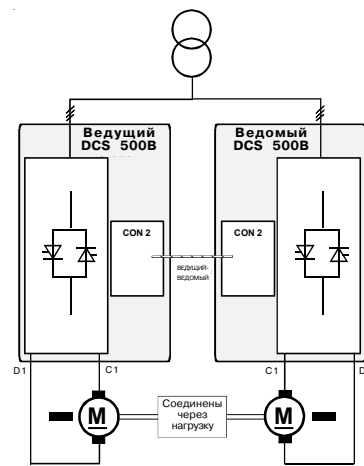 Ведущий
DCS 500B
Ведомый
DCS 500B
CON 2
CON 2
ВЕДУЩИЙ-
ВЕДОМЫЙ
D1
C1
C1
D
M
Соединены
через
нагрузку
M